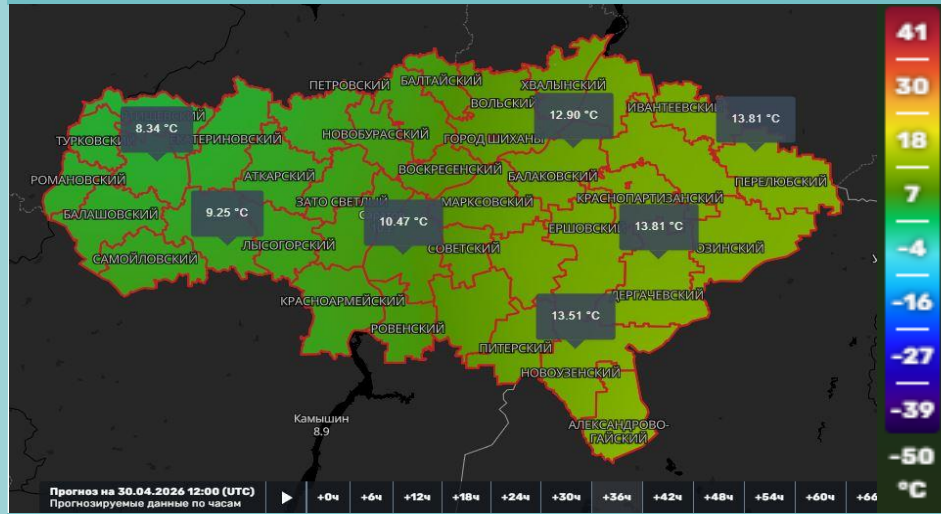 ПЕТРОВСКИЙ
БАЛТАЙСКИЙ
ХВАЛЫНСКИЙ
ВОЛЬСКИЙ
ИВАНТЕЕВСКИЙ
12.90 °C
13.81 °C
8.34 °C
ТУРКОВСКИЙ
НОВОБУРАССКИЙ
ГОРОД ШИХАНЫ
РОМАНОВСКИЙ
АТКАРСКИЙ
ВОСКРЕСЕНСКИЙ
БАЛАКОВСКИЙ
ПЕРЕЛЮБСКИЙ
БАЛАШОВСКИЙ
9.25 °C
ЗАТО СВЕТЛЫЙ
10.47 °C
МАРКСОВСКИЙ
КРАСНОПАРТИЗАНСКИЙ
ЕРШОВСКИЙ
13.81 °C
ОЗИНСКИЙ
САМОЙЛОВСКИЙ
ЛЫСОГОРСКИЙ
СОВЕТСКИЙ
КРАСНОАРМЕЙСКИЙ
ДЕРГАЧЕВСКИЙ
13.51 °C
РОВЕНСКИЙ
ПИТЕРСКИЙ
НОВОУЗЕНСКИЙ
АЛЕКСАНДРОВО-
ГАЙСКИЙ
Камышин
8.9
41
30
18
7
-4
-16
-27
-39
-50
°C
Прогноз на 30.04.2026 12:00 (UTC)
Прогнозируемые данные по часам
+0ч +6ч +12ч +18ч +24ч +30ч +36ч +42ч +48ч +54ч +60ч +66